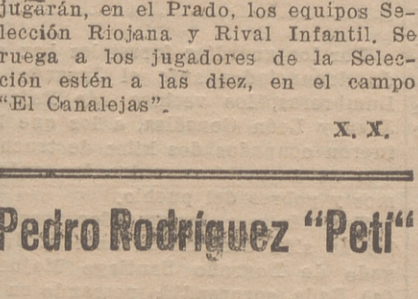 jugarán, en el Prado, los equipos Se-
lección Riojana y Rival Infantil. Se
ruega a los jugadores de la Selec-
ción estén a las diez, en el campo
“El Canalejas”.
X. X.
Pedro Rodríguez “Peti“